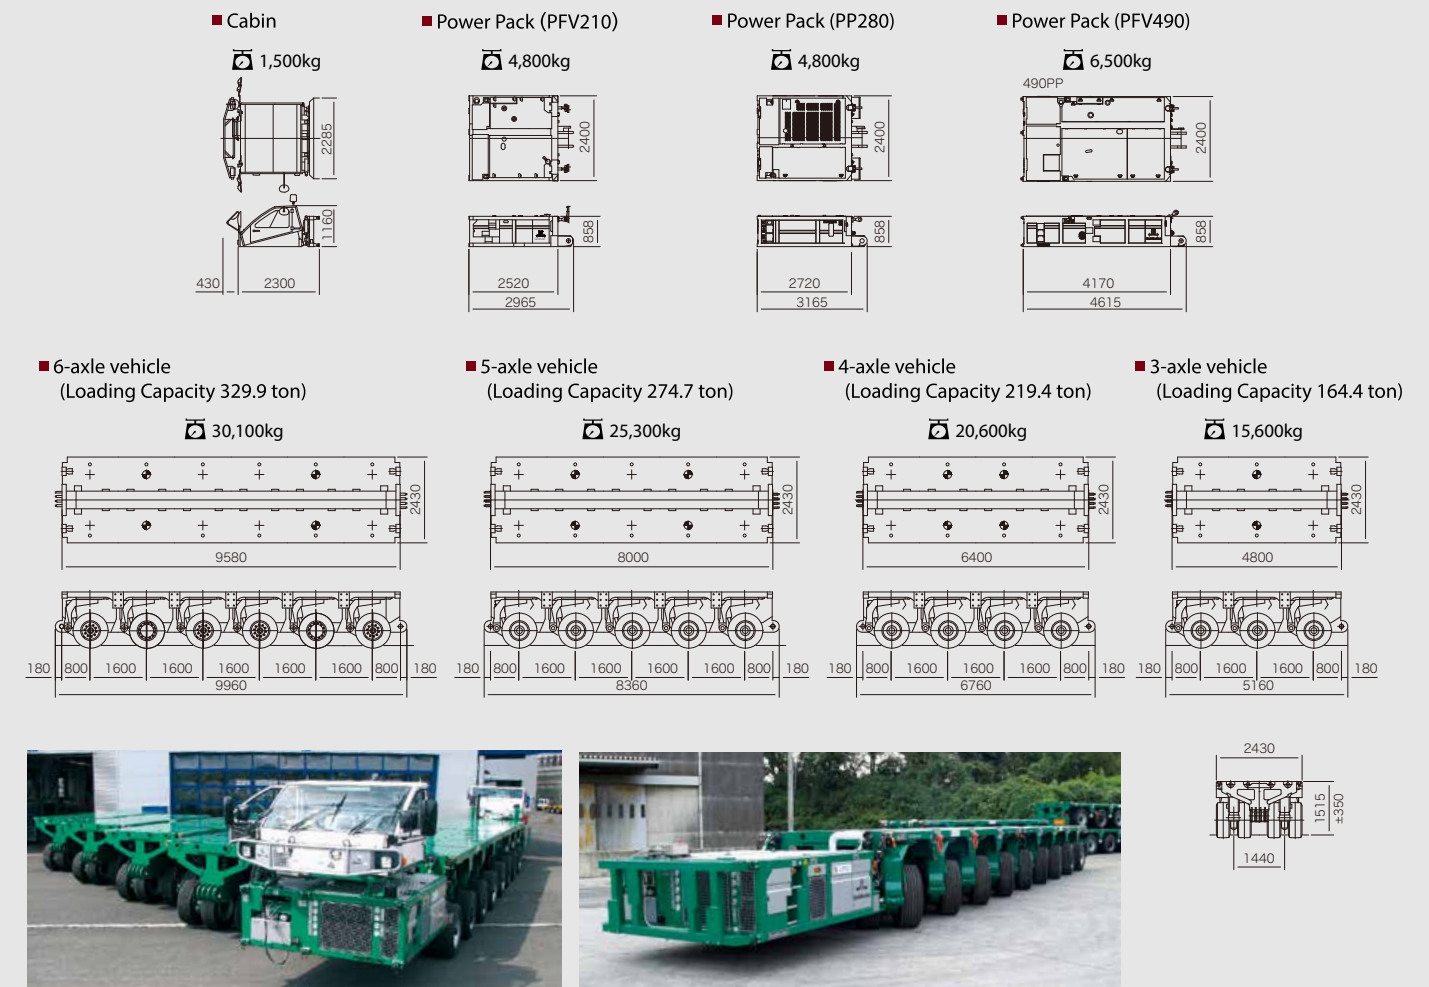 Cabin
1,500kg
2285
1160
430
2300
Power Pack (PFV210)
4,800kg
2400
858
2520
2965
Power Pack (PP280)
4,800kg
2400
858
2720
3165
Power Pack (PFV490)
6,500kg
490PP
2400
858
4170
4615
6-axle vehicle
(Loading Capacity 329.9 ton)
30,100kg
2430
9580
180 800 1600 1600 1600 1600 1600 800 180
9960
5-axle vehicle
(Loading Capacity 274.7 ton)
25,300kg
2430
8000
180 800 1600 1600 1600 1600 800 180
8360
4-axle vehicle
(Loading Capacity 219.4 ton)
20,600kg
2430
6400
180 800 1600 1600 1600 800 180
6760
3-axle vehicle
(Loading Capacity 164.4 ton)
15,600kg
2430
4800
180 800 1600 1600 800 180
5160
2430
1515
±350
1440